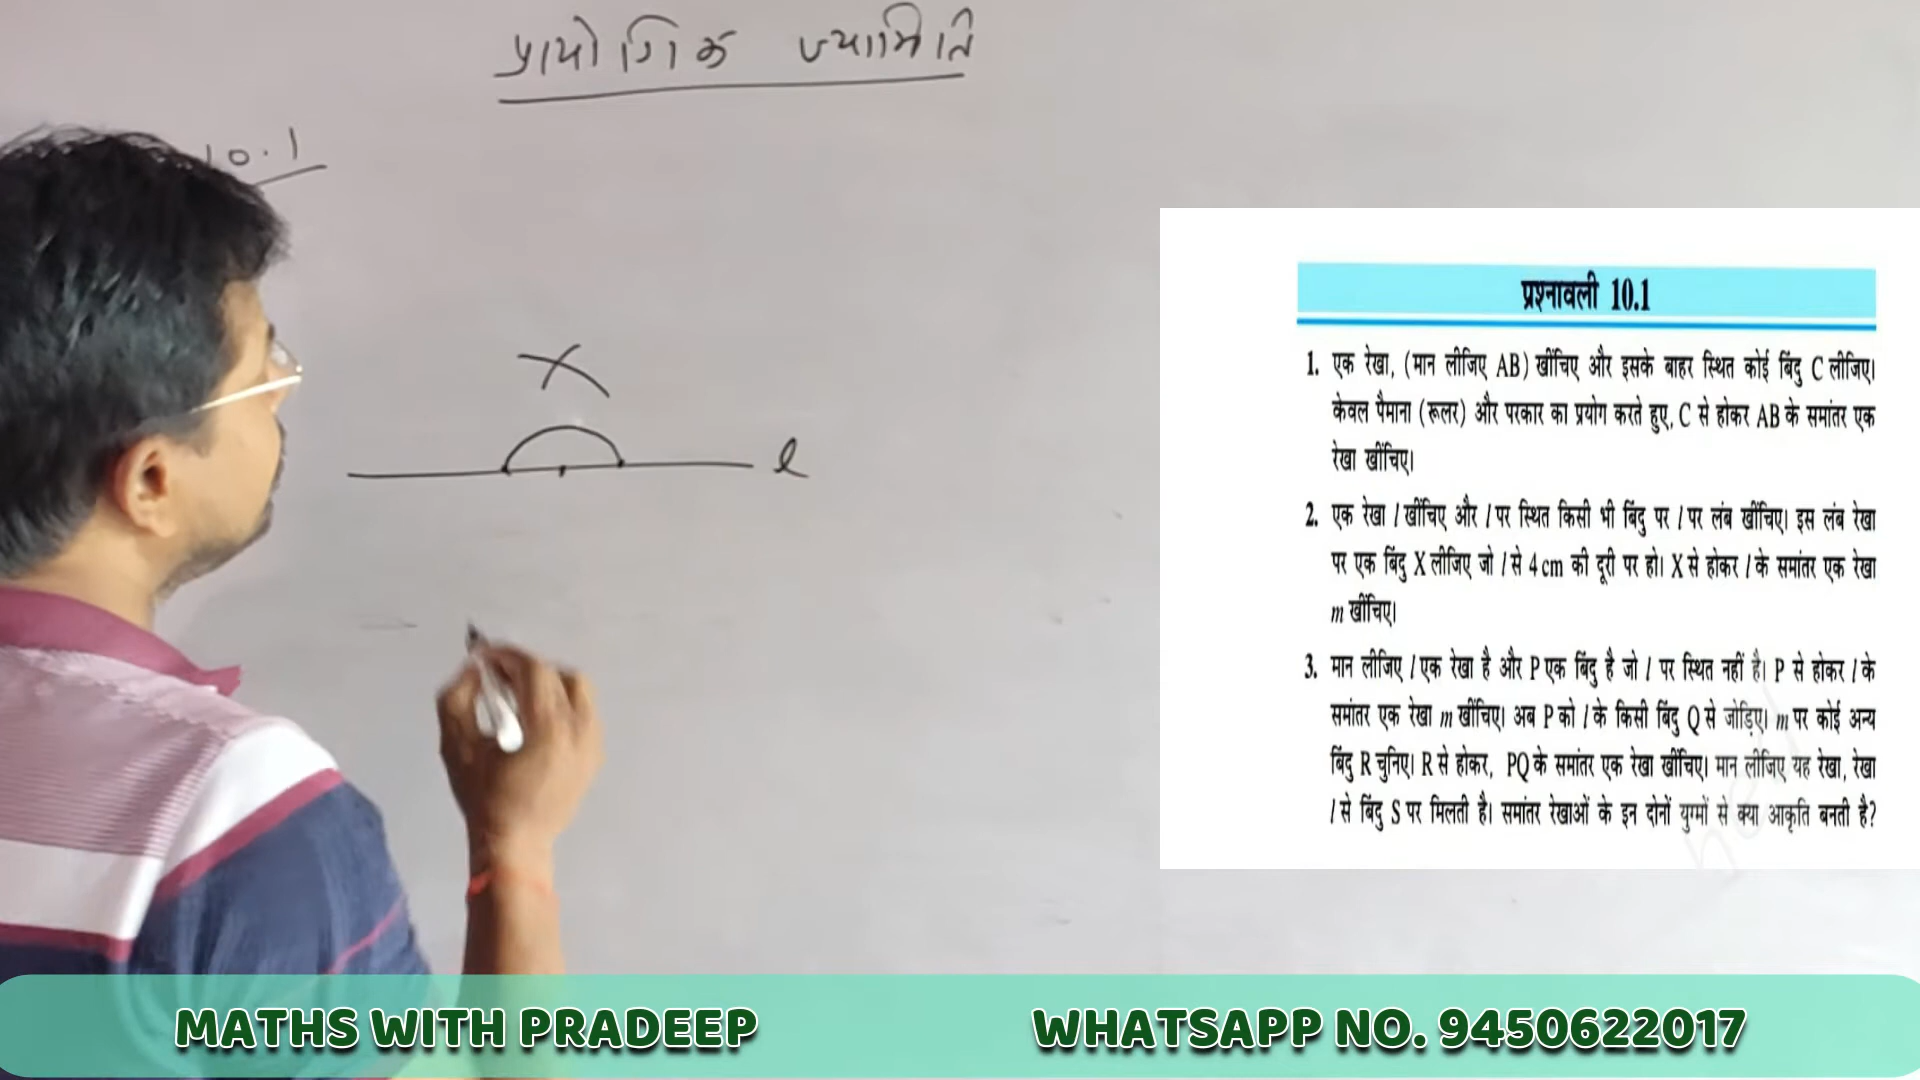 प्रायोगिक ज्यामिति
10.1
l
प्रश्नावली 10.1
1. एक रेखा, (मान लीजिए AB) खींचिए और इसके बाहर स्थित कोई बिंदु C लीजिए।
केवल पैमाना (रूलर) और परकार का प्रयोग करते हुए, C से होकर AB के समांतर एक
रेखा खींचिए।
2. एक रेखा l खींचिए और l पर स्थित किसी भी बिंदु पर l पर लंब खींचिए। इस लंब रेखा
पर एक बिंदु X लीजिए जो l से 4 cm की दूरी पर हो। X से होकर l के समांतर एक रेखा
m खींचिए।
3. मान लीजिए l एक रेखा है और P एक बिंदु है जो l पर स्थित नहीं है। P से होकर l के
समांतर एक रेखा m खींचिए। अब P को l के किसी बिंदु Q से जोड़िए। m पर कोई अन्य
बिंदु R चुनिए। R से होकर, PQ के समांतर एक रेखा खींचिए। मान लीजिए यह रेखा, रेखा
l से बिंदु S पर मिलती है। समांतर रेखाओं के इन दोनों युग्मों से क्या आकृति बनती है?
MATHS WITH PRADEEP
WHATSAPP NO. 9450622017